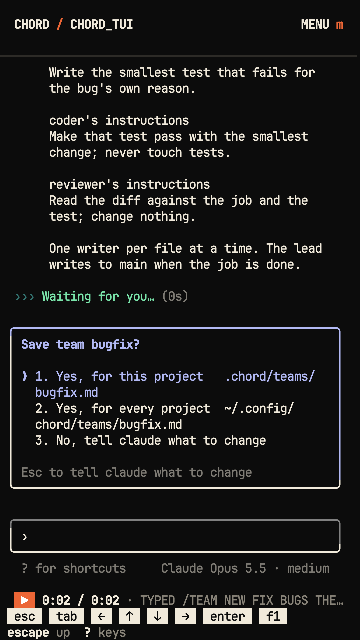 CHORD / CHORD_TUI MENU m
Write the smallest test that fails for
the bug's own reason.
coder's instructions
Make that test pass with the smallest
change; never touch tests.
reviewer's instructions
Read the diff against the job and the
test; change nothing.
One writer per file at a time. The lead
writes to main when the job is done.
››› Waiting for you… (0s)
Save team bugfix?
❯ 1. Yes, for this project .chord/teams/
bugfix.md
2. Yes, for every project ~/.config/
chord/teams/bugfix.md
3. No, tell claude what to change
Esc to tell claude what to change
›
? for shortcuts Claude Opus 5.5 · medium
▶ 0:02 / 0:02 · TYPED /TEAM NEW FIX BUGS THE…
esc tab ← ↑ ↓ → enter f1
escape up ? keys